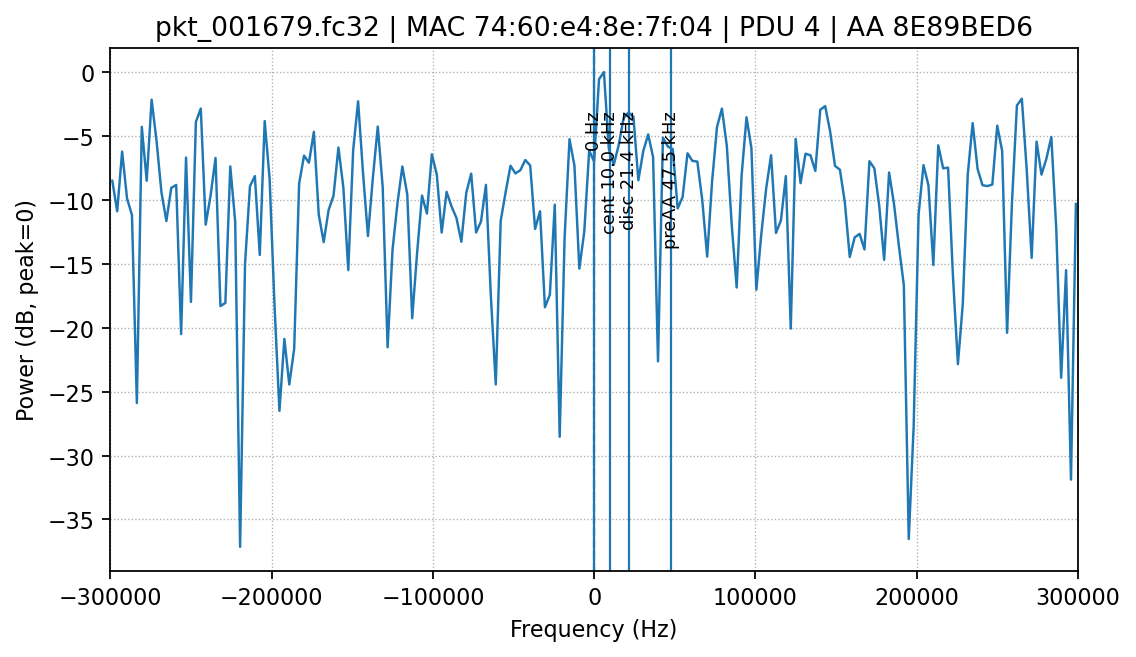 pkt_001679.fc32 | MAC 74:60:e4:8e:7f:04 | PDU 4 | AA 8E89BED6
Power (dB, peak=0)
0
−5
−10
−15
−20
−25
−30
−35
0 Hz
cent 10.0 kHz
disc 21.4 kHz
preAA 47.5 kHz
−300000
−200000
−100000
0
100000
200000
300000
Frequency (Hz)